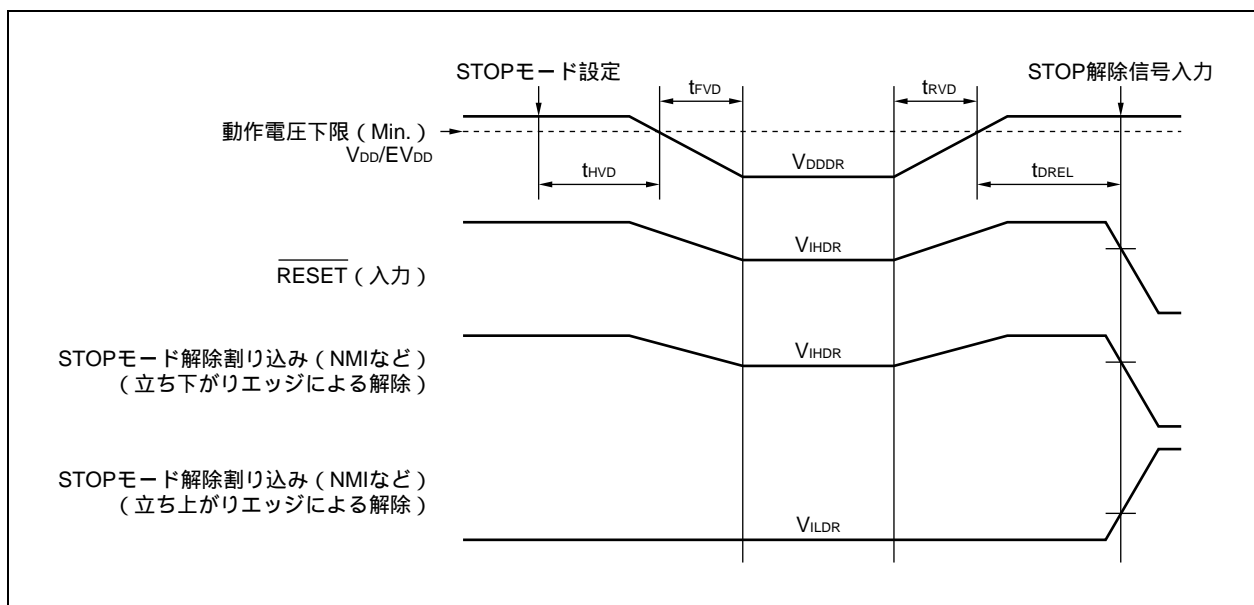 STOPモード設定
STOP解除信号入力
tFVD
tRVD
動作電圧下限（Min.）
VDD/EVDD
VDDDR
tHVD
tDREL
VIHDR
RESET（入力）
STOPモード解除割り込み（NMIなど）
（立ち下がりエッジによる解除）
VIHDR
STOPモード解除割り込み（NMIなど）
（立ち上がりエッジによる解除）
VILDR